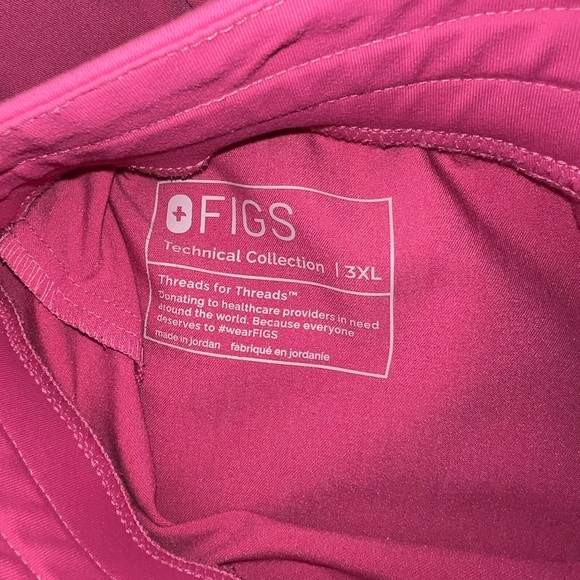 FIGS
Technical Collection | 3XL
Threads for Threads™
Donating to healthcare providers in need
around the world. Because everyone
deserves to #wearFIGS
made in jordan fabriqué en jordanie